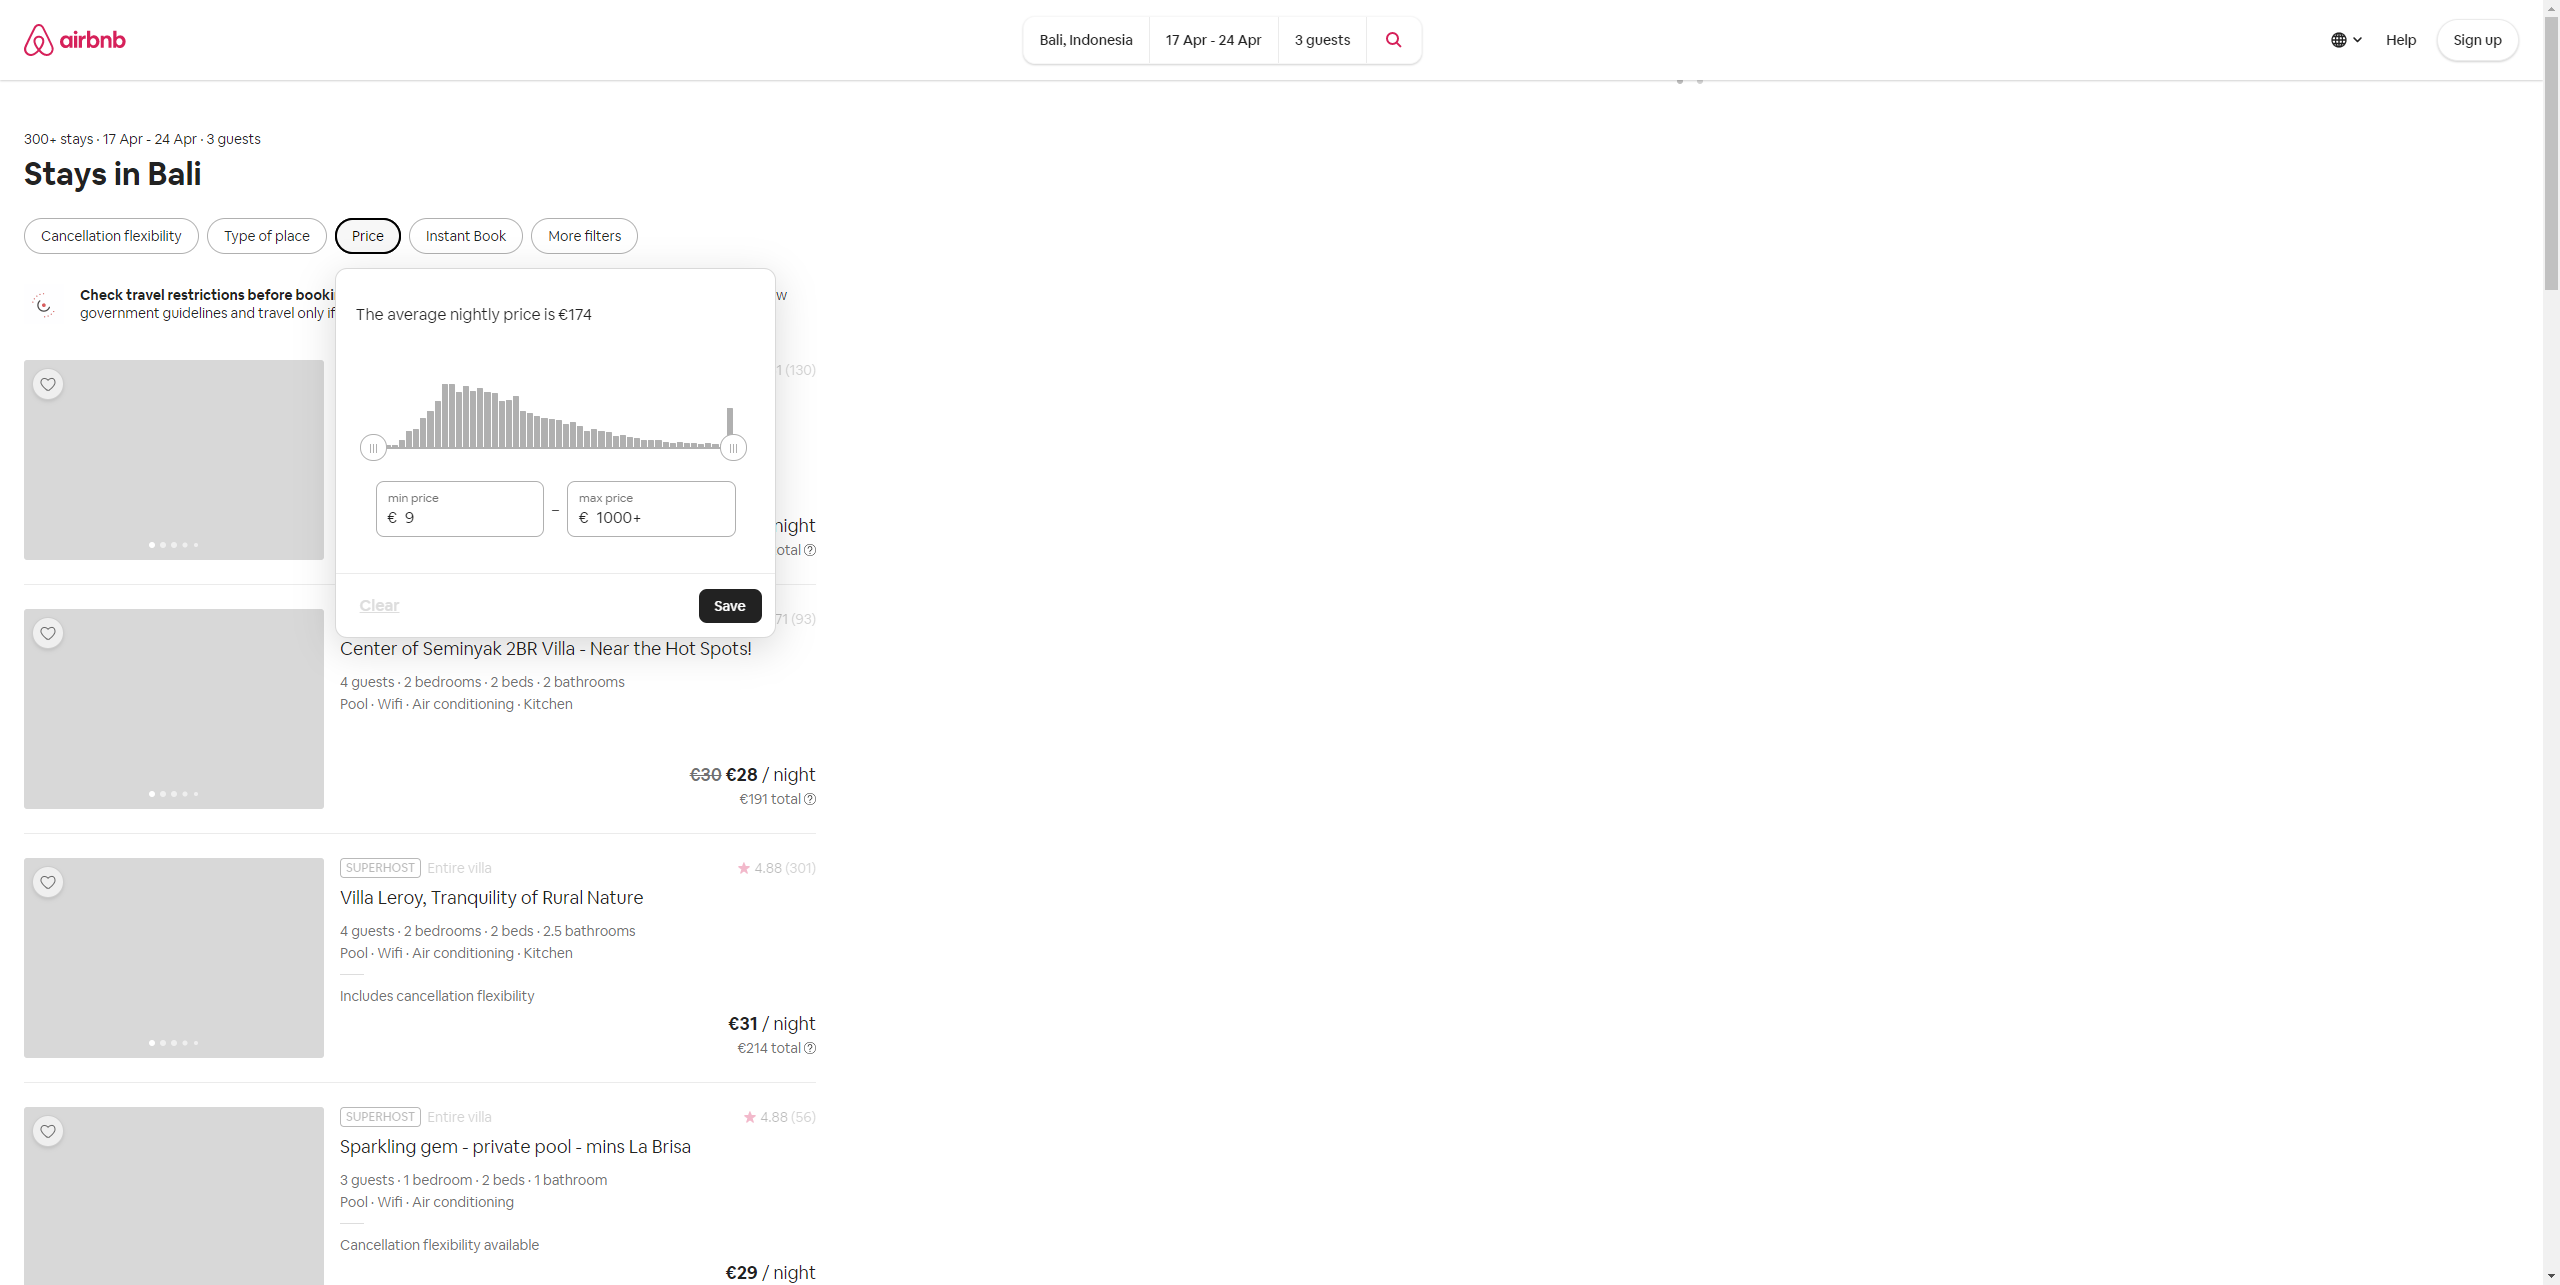 airbnb
Bali, Indonesia
17 Apr - 24 Apr
3 guests
Help
Sign up
300+ stays · 17 Apr - 24 Apr · 3 guests
Stays in Bali
Cancellation flexibility
Type of place
Price
Instant Book
More filters
Check travel restrictions before
government guidelines and travel only if
The average nightly price is €174
(130)
min price
€ 9
–
max price
€ 1000+
night
Clear
Save
(93)
Center of Seminyak 2BR Villa - Near the Hot Spots!
4 guests · 2 bedrooms · 2 beds · 2 bathrooms
Pool · Wifi · Air conditioning · Kitchen
€30 €28 / night
€191 total
SUPERHOST Entire villa
4.88 (301)
Villa Leroy, Tranquility of Rural Nature
4 guests · 2 bedrooms · 2 beds · 2.5 bathrooms
Pool · Wifi · Air conditioning · Kitchen
Includes cancellation flexibility
€31 / night
€214 total
SUPERHOST Entire villa
4.88 (56)
Sparkling gem - private pool - mins La Brisa
3 guests · 1 bedroom · 2 beds · 1 bathroom
Pool · Wifi · Air conditioning
Cancellation flexibility available
€29 / night